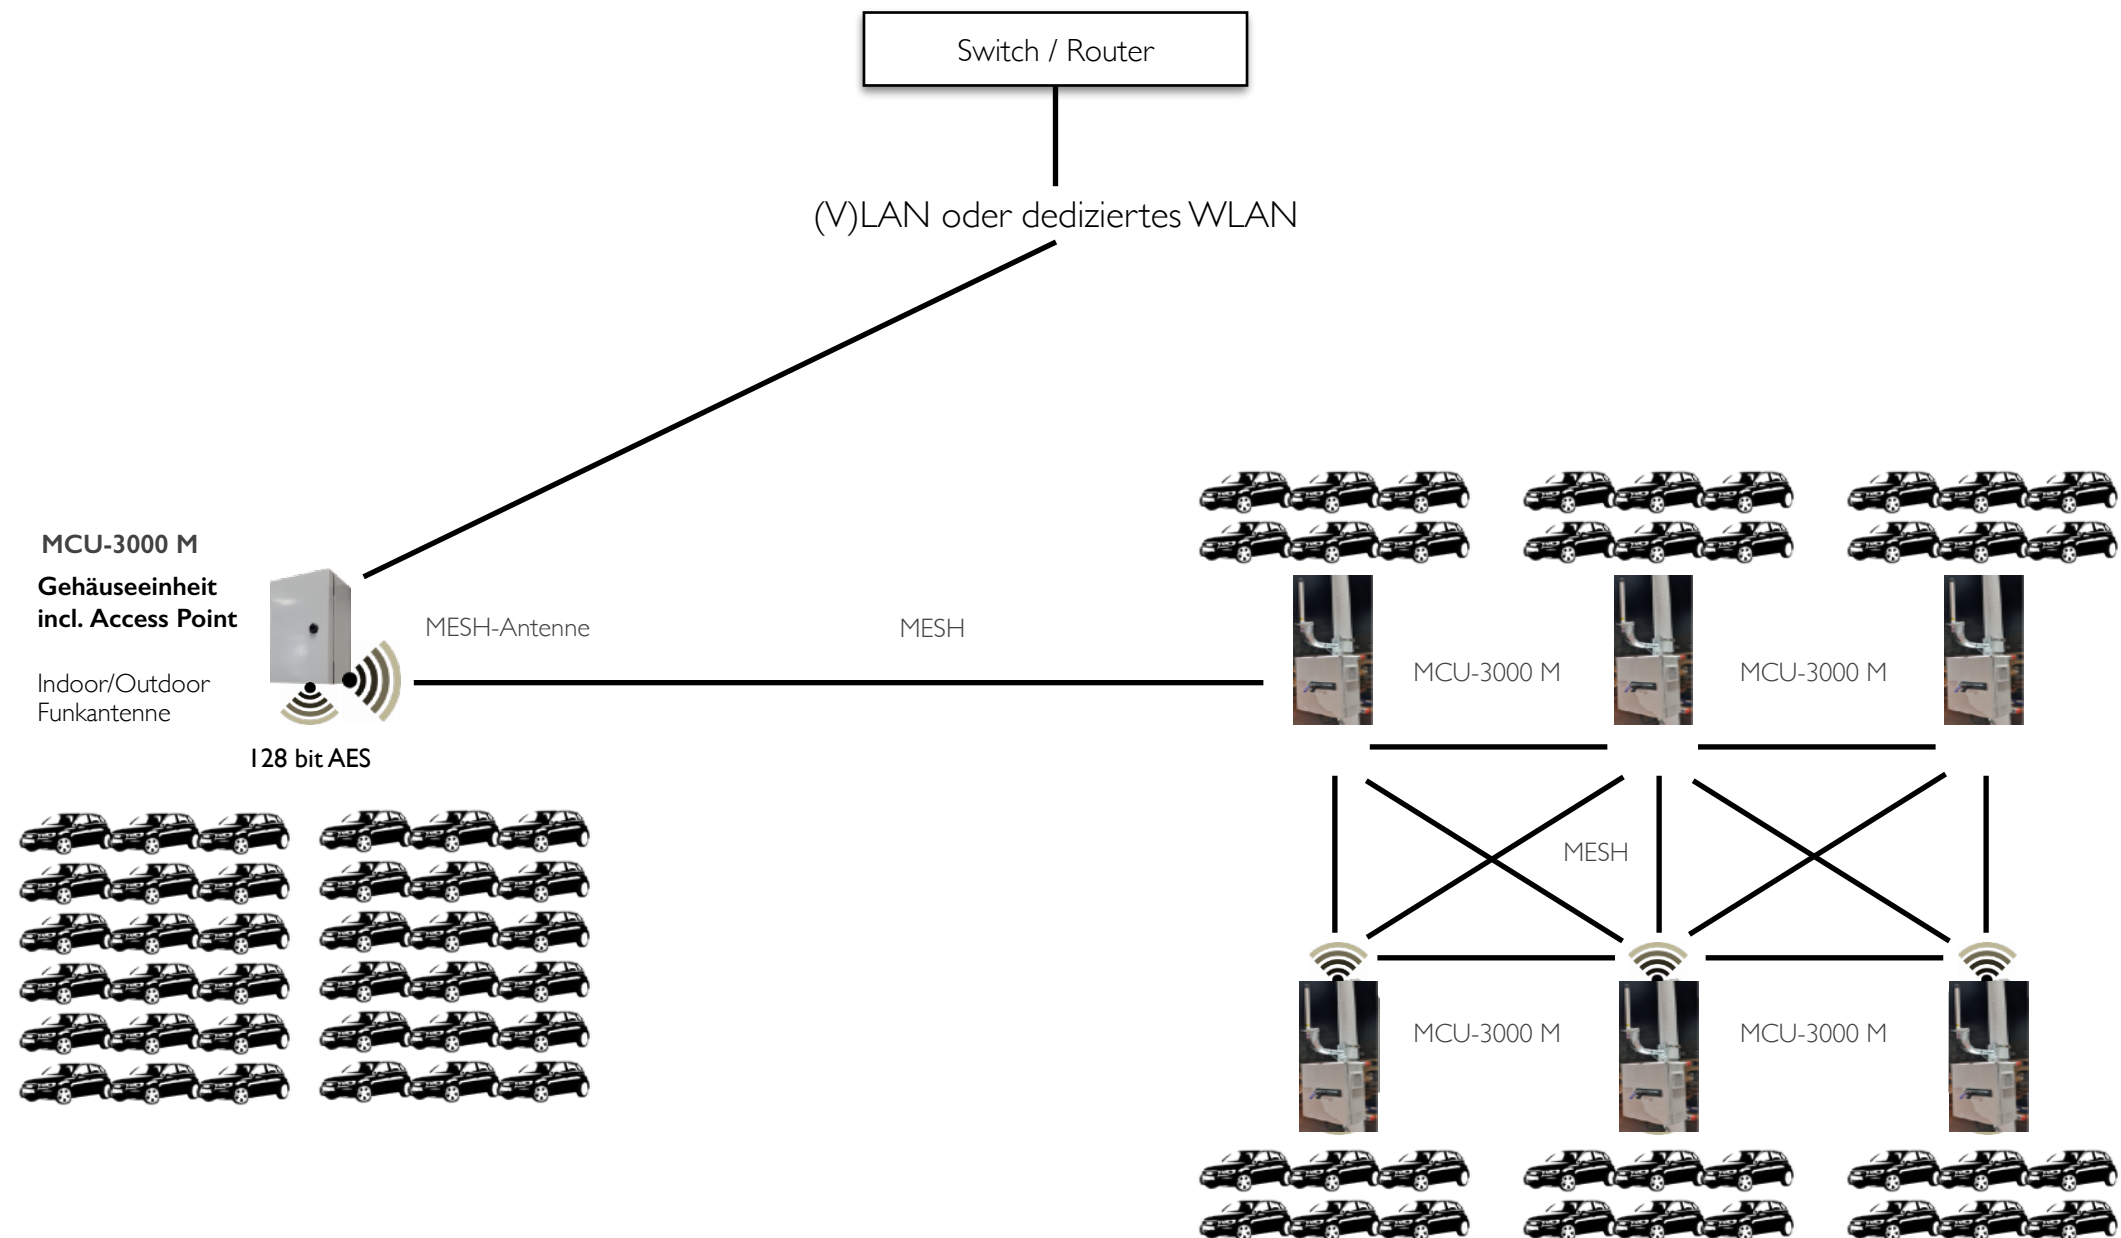 Switch / Router
(V)LAN oder dediziertes WLAN
MCU-3000 M
Gehäuseeinheit
incl. Access Point
Indoor/Outdoor
Funkantenne
128 bit AES
MESH-Antenne
MESH
MCU-3000 M
MCU-3000 M
MESH
MCU-3000 M
MCU-3000 M